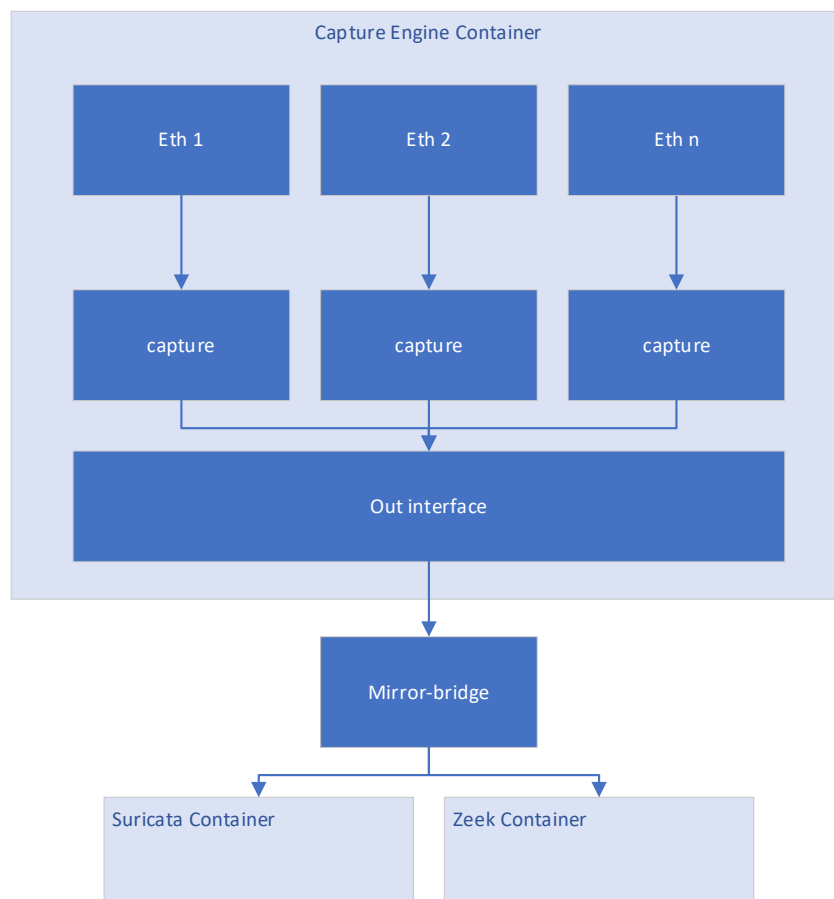 Capture Engine Container
Eth 1
Eth 2
Eth n
capture
capture
capture
Out interface
Mirror-bridge
Suricata Container
Zeek Container